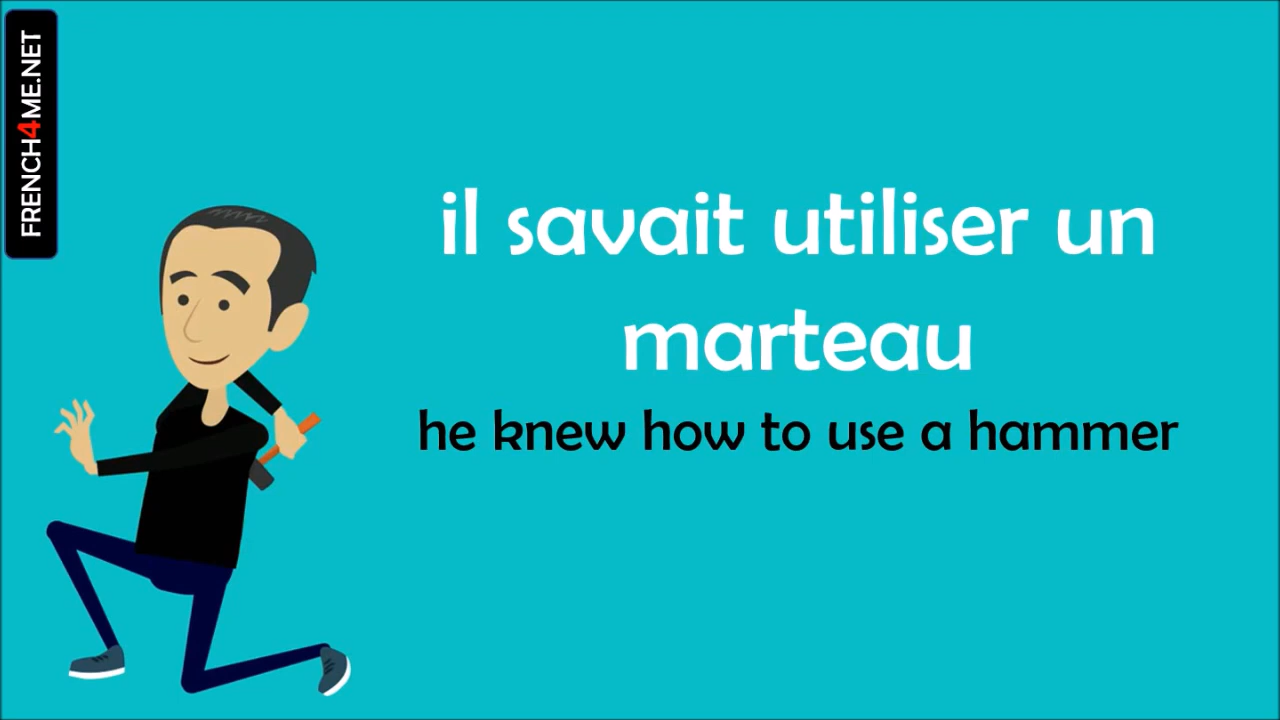 FRENCH4ME.NET
il savait utiliser un
marteau
he knew how to use a hammer